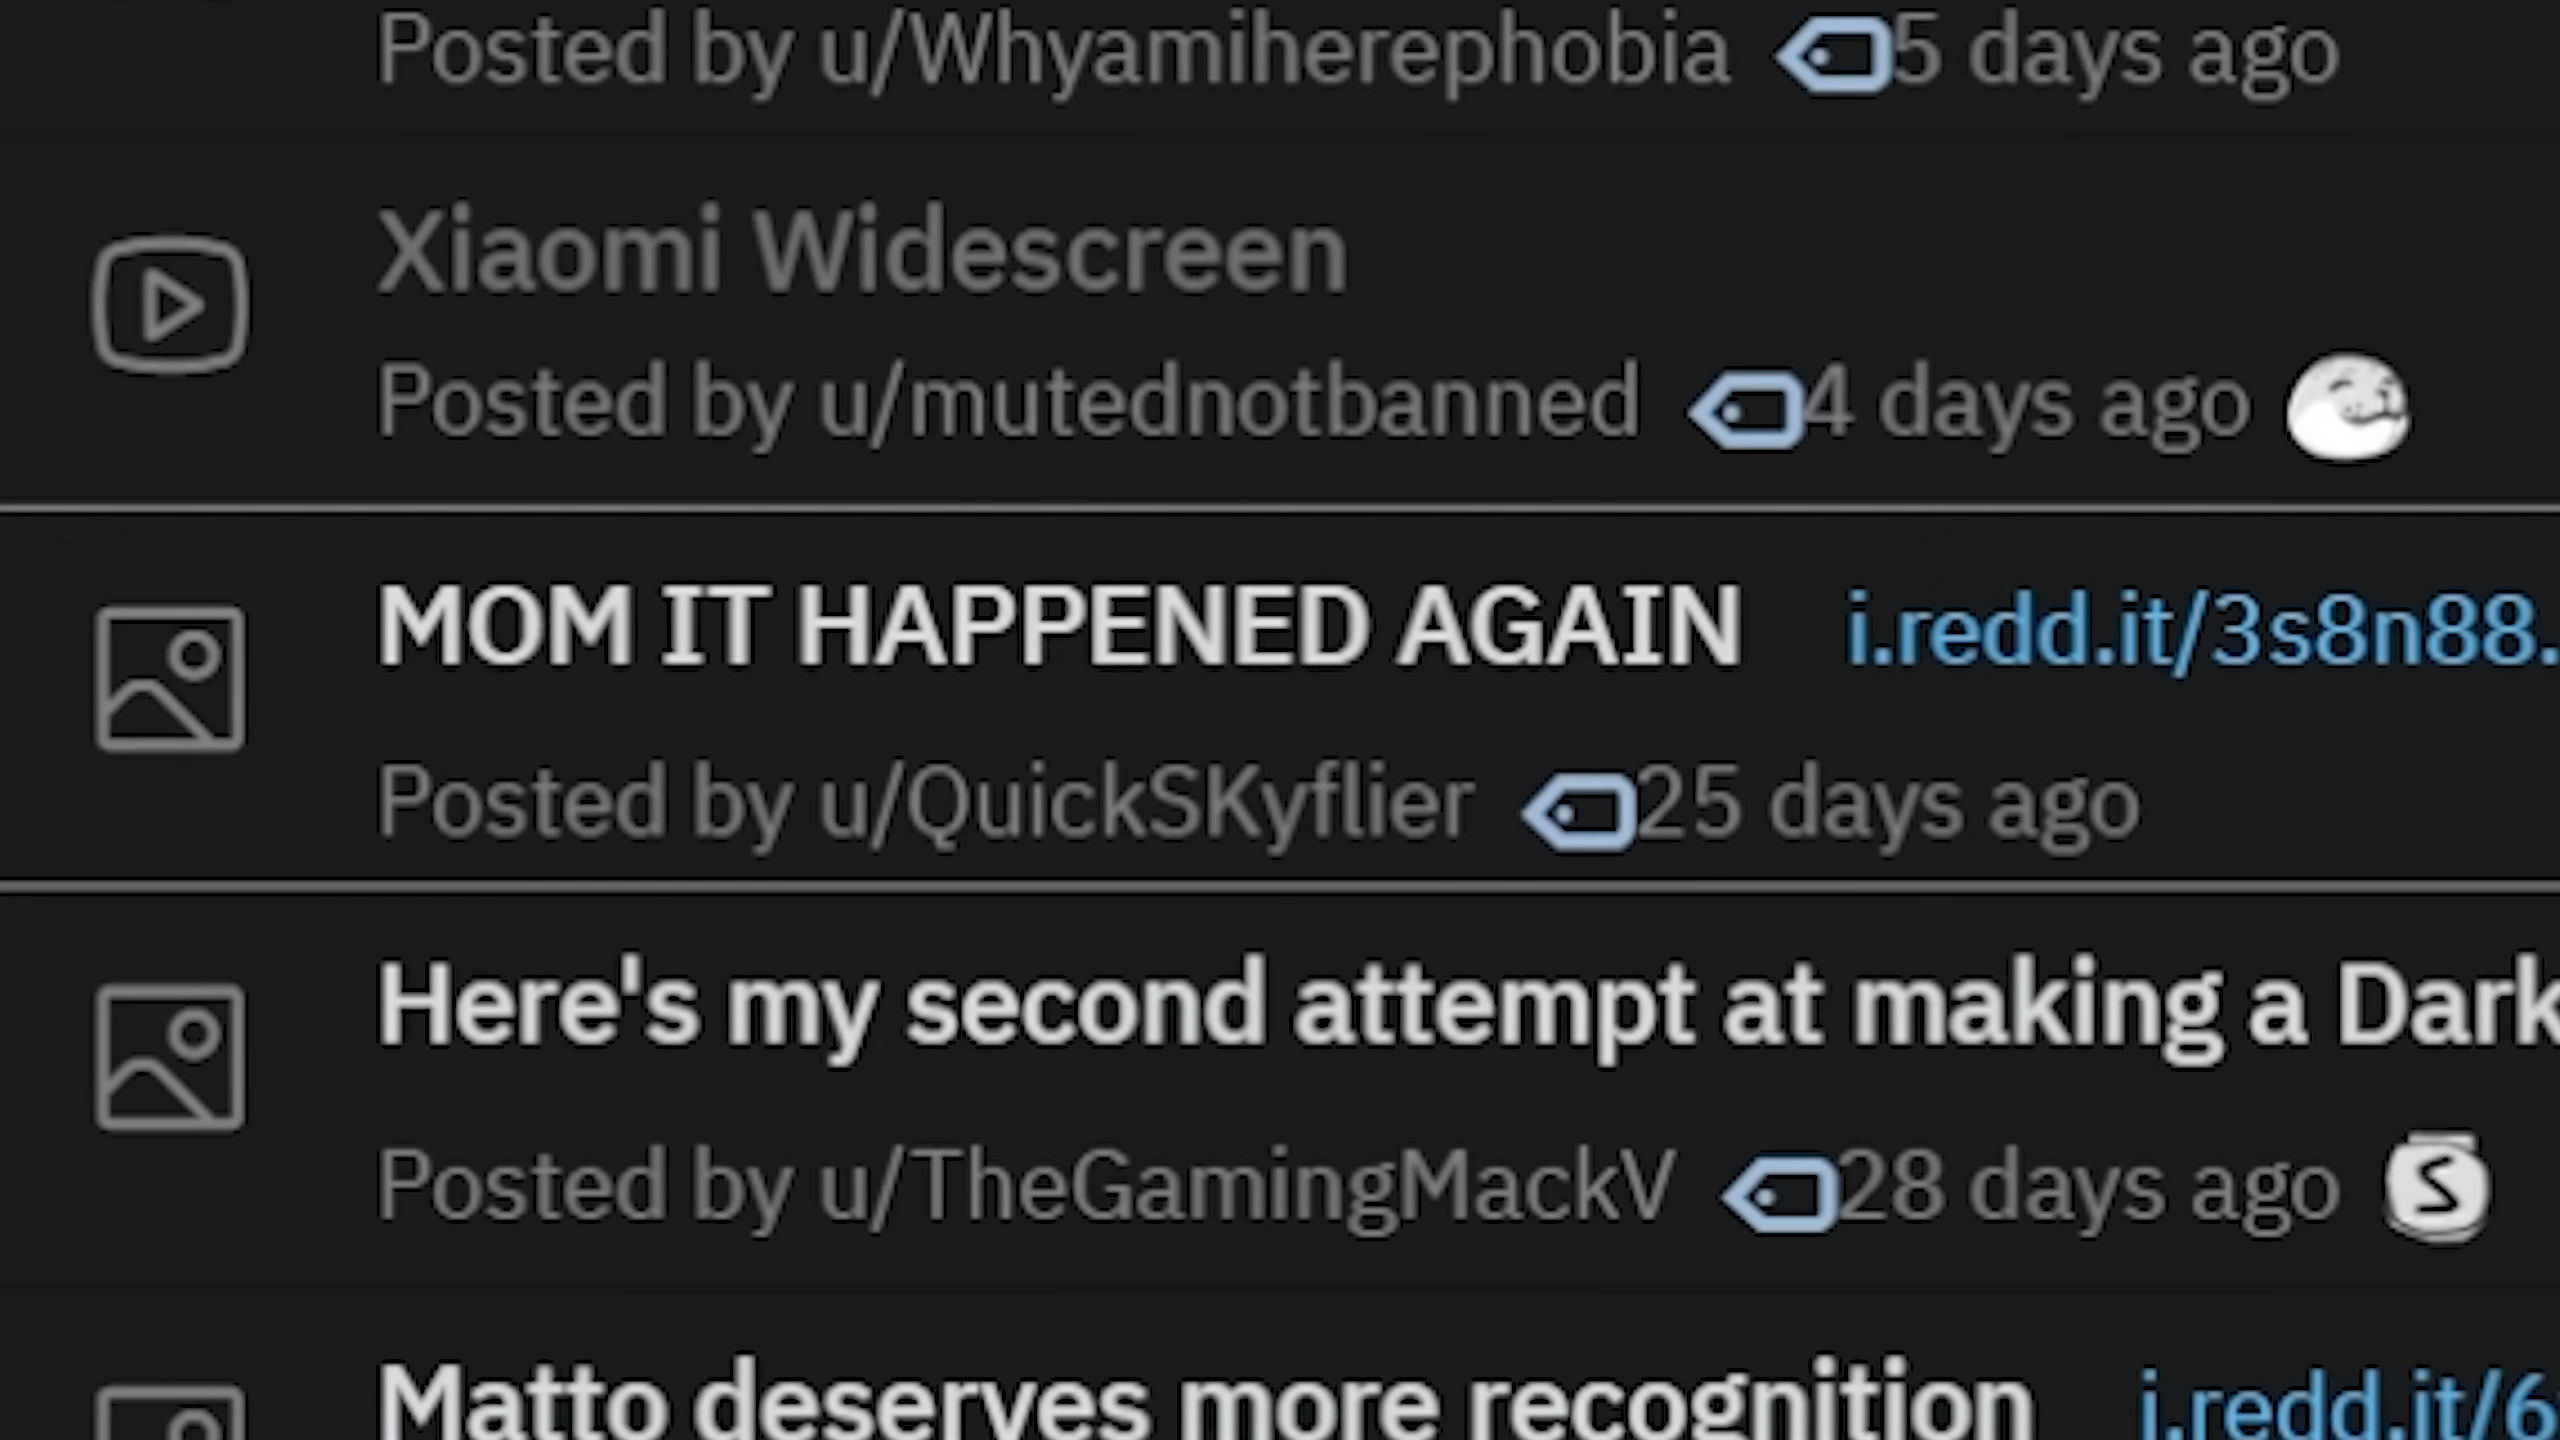 Posted by u/Whyamiherephobia 5 days ago
Xiaomi Widescreen
Posted by u/mutednotbanned 4 days ago
MOM IT HAPPENED AGAIN i.redd.it/3s8n88.
Posted by u/QuickSKyflier 25 days ago
Here's my second attempt at making a Dark
Posted by u/TheGamingMackV 28 days ago
S
Matto deserves more recognition i.redd.it/6